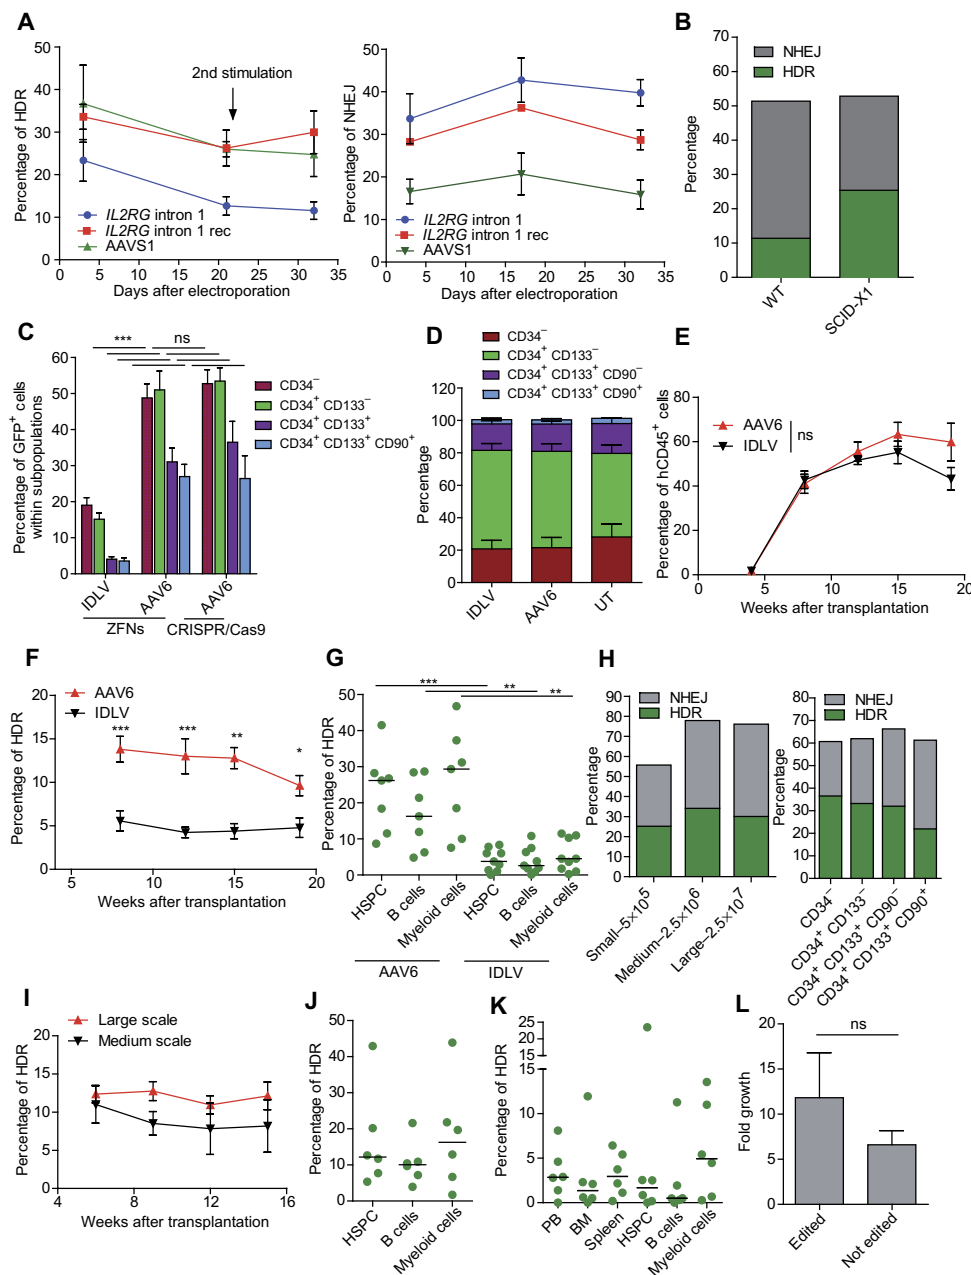 A
Percentage of HDR
50
40
30
20
10
0
2nd stimulation
IL2RG intron 1
IL2RG intron 1 rec
AAVS1
0 5 10 15 20 25 30 35
Days after electroporation
Percentage of NHEJ
50
40
30
20
10
0
IL2RG intron 1
IL2RG intron 1 rec
AAVS1
0 5 10 15 20 25 30 35
Days after electroporation
B
Percentage
70
60
50
40
30
20
10
0
NHEJ
HDR
WT
SCID-X1
C
Percentage of GFP⁺ cells
within subpopulations
60
50
40
30
20
10
0
*** ns
CD34⁻
CD34⁺ CD133⁻
CD34⁺ CD133⁺
CD34⁺ CD133⁺ CD90⁺
IDLV
AAV6
AAV6
ZFNs
CRISPR/Cas9
D
CD34⁻
CD34⁺ CD133⁻
CD34⁺ CD133⁺ CD90⁻
CD34⁺ CD133⁺ CD90⁺
Percentage
120
100
80
60
40
20
0
IDLV
AAV6
UT
E
Percentage of hCD45⁺ cells
80
60
40
20
0
AAV6
IDLV
ns
0 5 10 15 20
Weeks after transplantation
F
AAV6
IDLV
Percentage of HDR
20
15
10
5
0
*** *** ** *
5 10 15 20
Weeks after transplantation
G
Percentage of HDR
50
40
30
20
10
0
***
**
**
HSPC
B cells
Myeloid cells
HSPC
B cells
Myeloid cells
AAV6
IDLV
H
Percentage
90
80
70
60
50
40
30
20
10
0
NHEJ
HDR
Small–5×10⁵
Medium–2.5×10⁶
Large–2.5×10⁷
Percentage
80
70
60
50
40
30
20
10
0
NHEJ
HDR
CD34⁻
CD34⁺ CD133⁻
CD34⁺ CD133⁺ CD90⁻
CD34⁺ CD133⁺ CD90⁺
I
Large scale
Medium scale
Percentage of HDR
20
15
10
5
0
4 8 12 16
Weeks after transplantation
J
Percentage of HDR
50
40
30
20
10
0
HSPC
B cells
Myeloid cells
K
Percentage of HDR
25
20
15
10
10
5
0
PB
BM
Spleen
HSPC
B cells
Myeloid cells
L
Fold growth
20
15
10
5
0
ns
Edited
Not edited